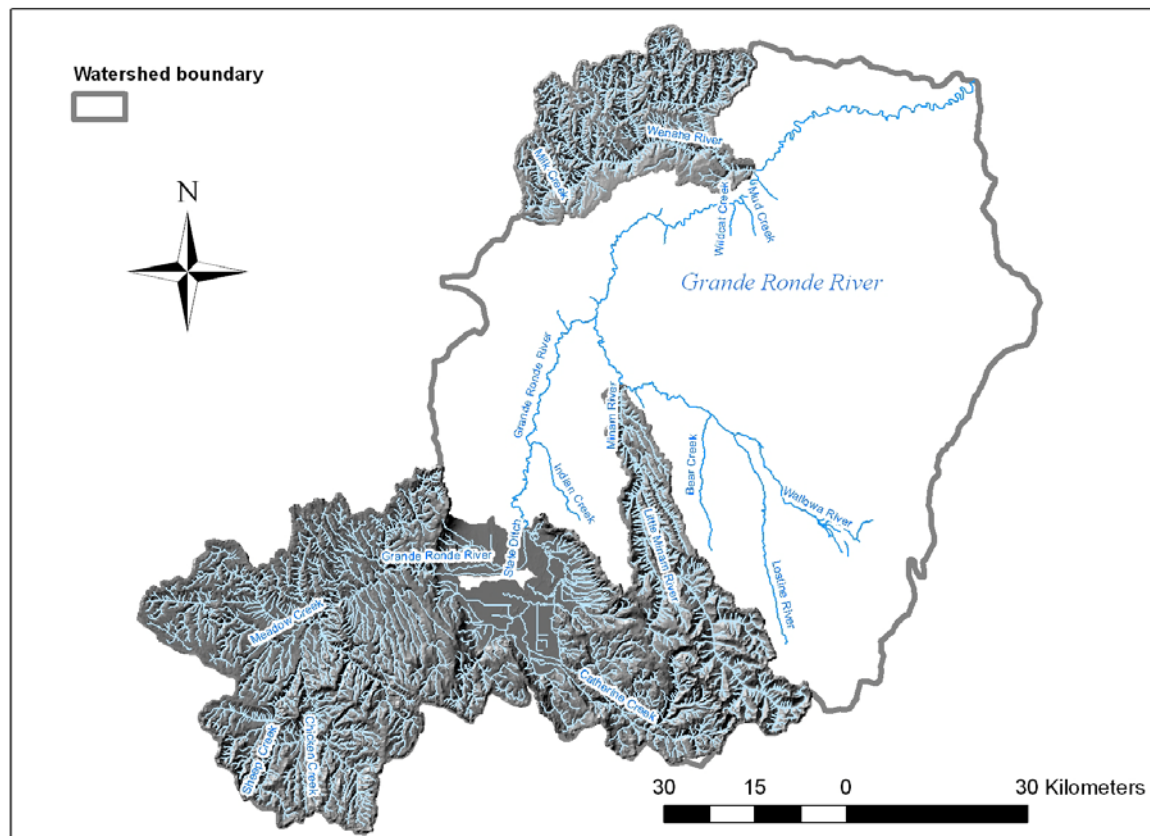 Watershed boundary
N
Wenaha River
Milk Creek
Wildcat Creek
Mud Creek
Grande Ronde River
Grande Ronde River
Minam River
Bear Creek
Indian Creek
Wallowa River
Little Minam River
State Ditch
Grande Ronde River
Lostine River
Meadow Creek
Catherine Creek
Sheep Creek
Chicken Creek
30 15 0 30 Kilometers